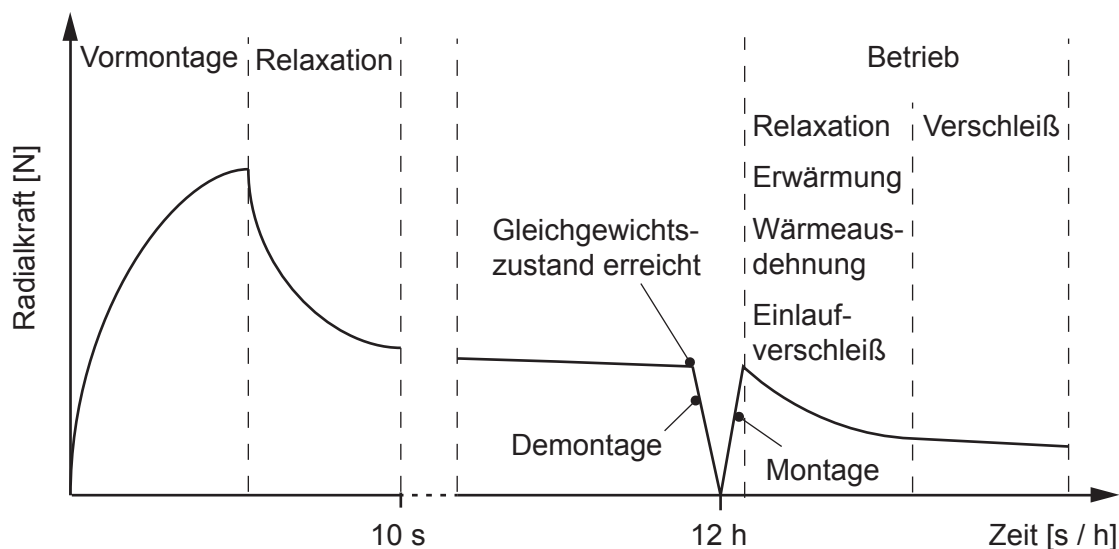 Vormontage
Relaxation
Betrieb
Relaxation
Verschleiß
Erwärmung
Wärmeaus-
dehnung
Einlauf-
verschleiß
Gleichgewichts-
zustand erreicht
Demontage
Montage
Radialkraft [N]
10 s
12 h
Zeit [s / h]